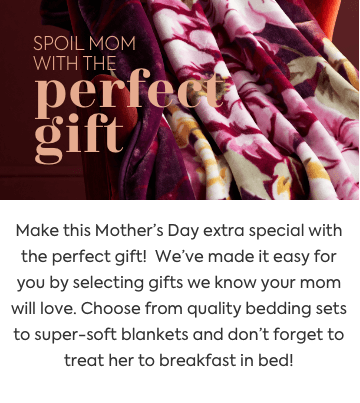 SPOIL MOM
WITH THE
perfect
gift
Make this Mother's Day extra special with
the perfect gift!  We've made it easy for
you by selecting gifts we know your mom
will love. Choose from quality bedding sets
to super-soft blankets and don't forget to
treat her to breakfast in bed!